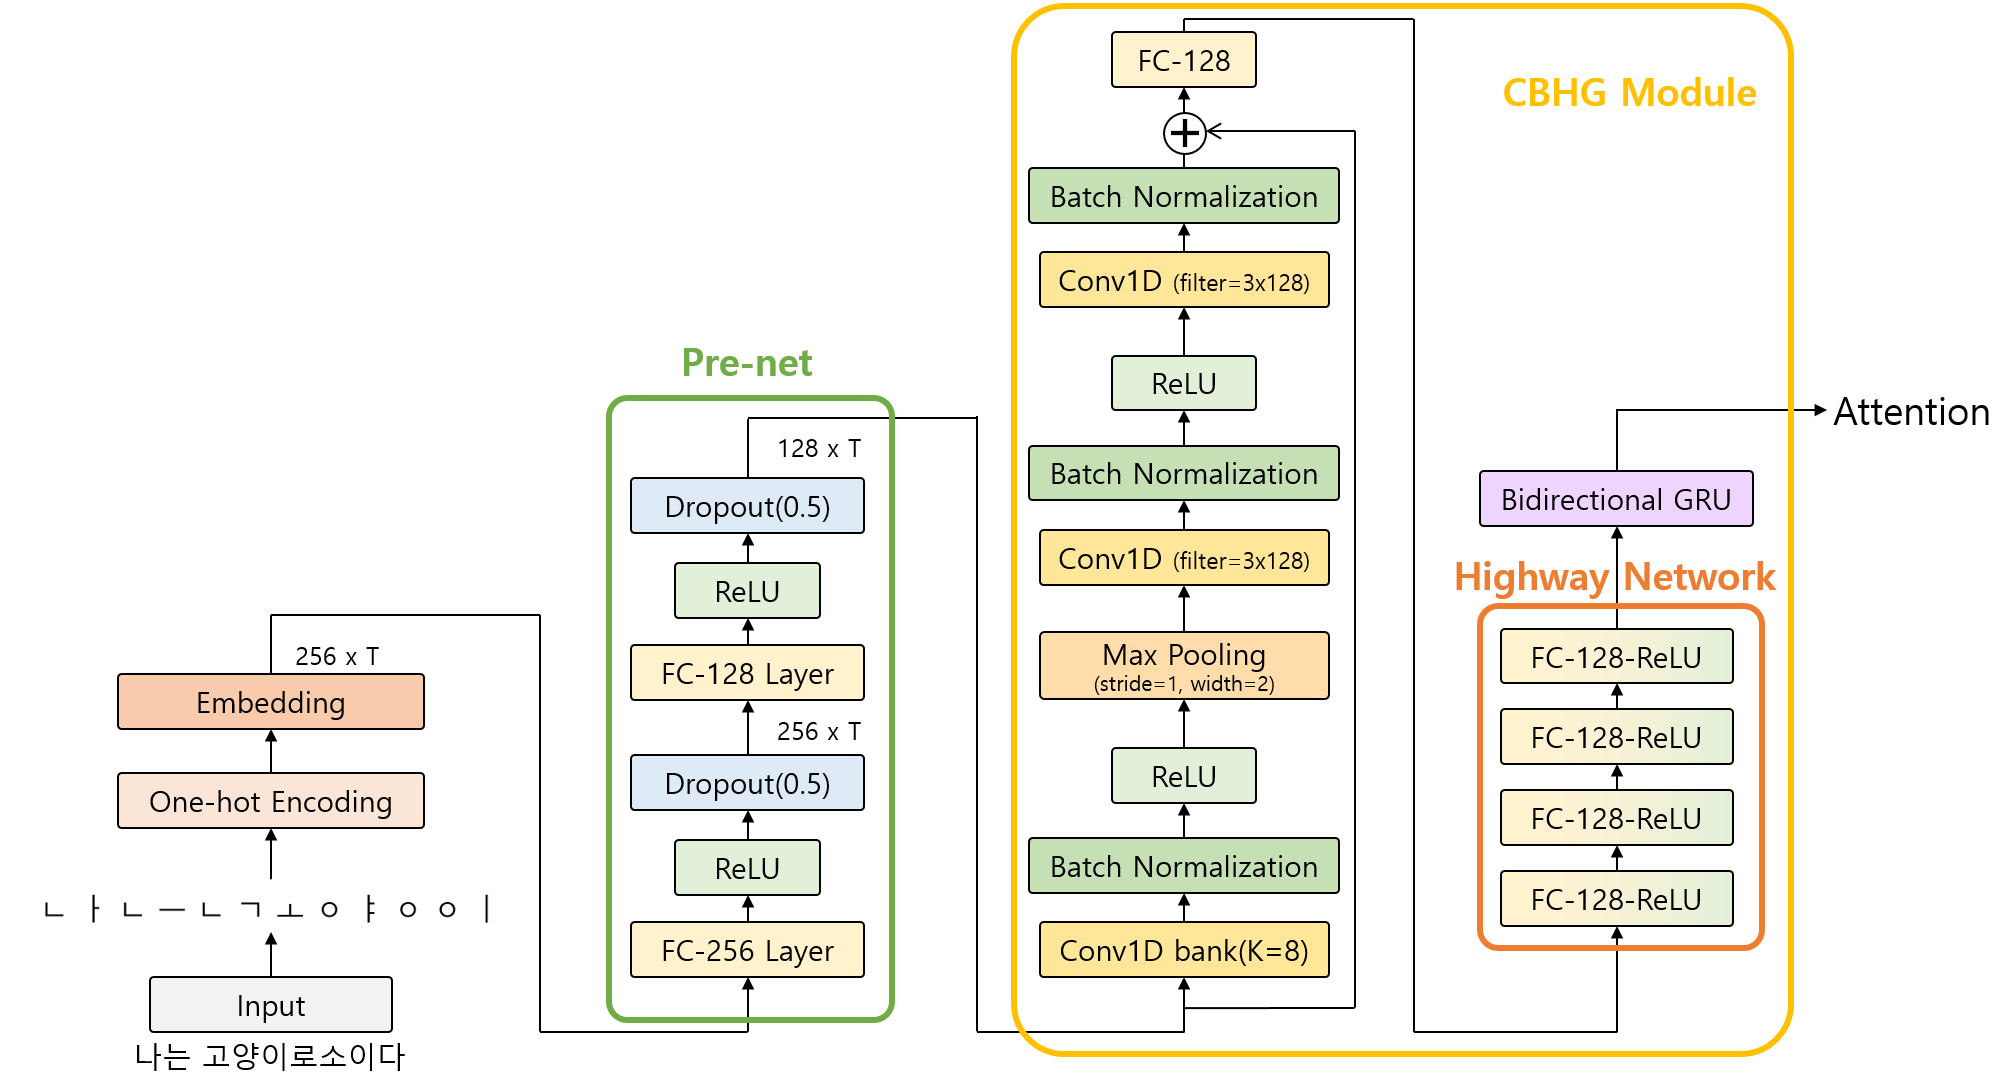 나는 고양이로소이다
Input
ㄴ ㅏ ㄴ ㅡ ㄴ ㄱ ㅗ ㅇ ㅑ ㅇ ㅇ ㅣ
One-hot Encoding
Embedding
256 x T
Pre-net
FC-256 Layer
ReLU
Dropout(0.5)
256 x T
FC-128 Layer
ReLU
Dropout(0.5)
128 x T
CBHG Module
Conv1D bank(K=8)
Batch Normalization
ReLU
Max Pooling
(stride=1, width=2)
Conv1D (filter=3x128)
Batch Normalization
ReLU
Conv1D (filter=3x128)
Batch Normalization
FC-128
Highway Network
FC-128-ReLU
FC-128-ReLU
FC-128-ReLU
FC-128-ReLU
Bidirectional GRU
Attention